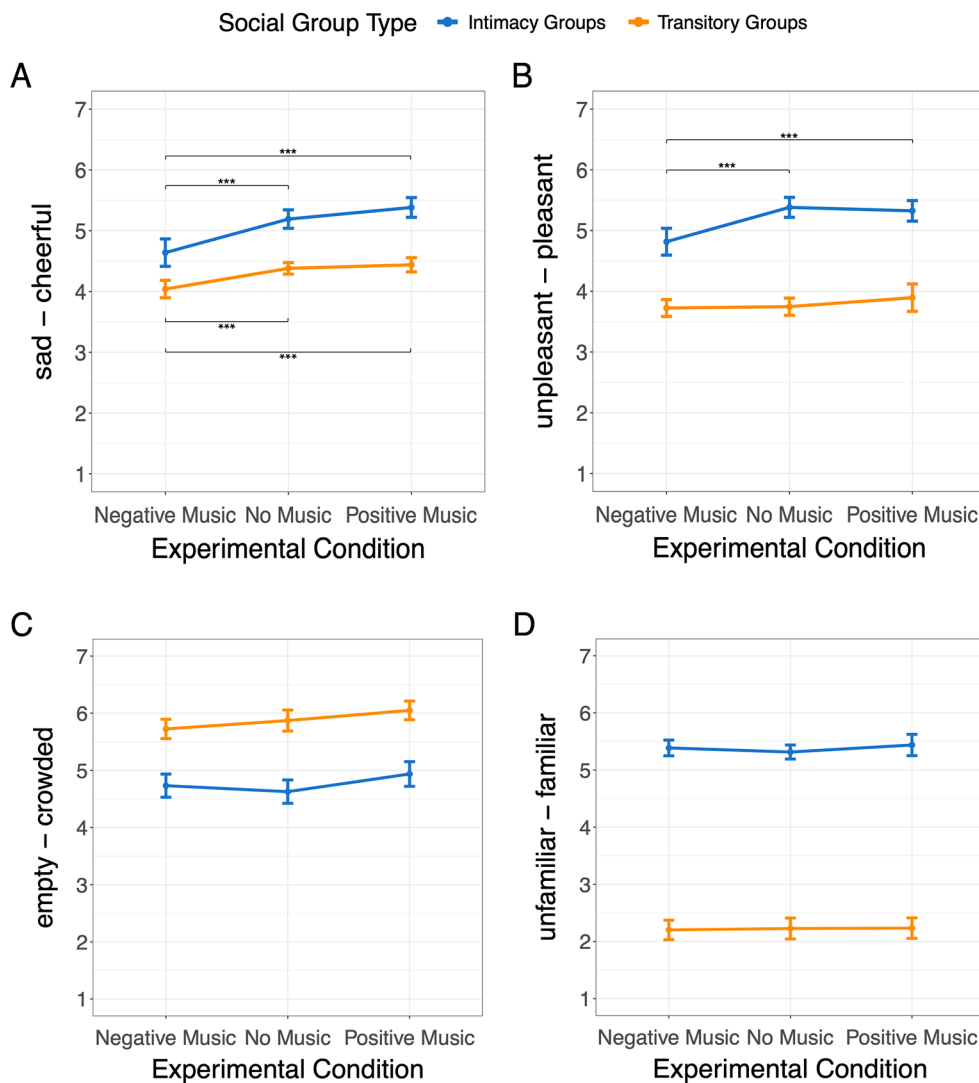 Social Group Type Intimacy Groups Transitory Groups
A
sad – cheerful
7
6
5
4
3
2
1
***
***
***
***
Negative Music No Music Positive Music
Experimental Condition
B
unpleasant – pleasant
7
6
5
4
3
2
1
***
***
Negative Music No Music Positive Music
Experimental Condition
C
empty – crowded
7
6
5
4
3
2
1
Negative Music No Music Positive Music
Experimental Condition
D
unfamiliar – familiar
7
6
5
4
3
2
1
Negative Music No Music Positive Music
Experimental Condition